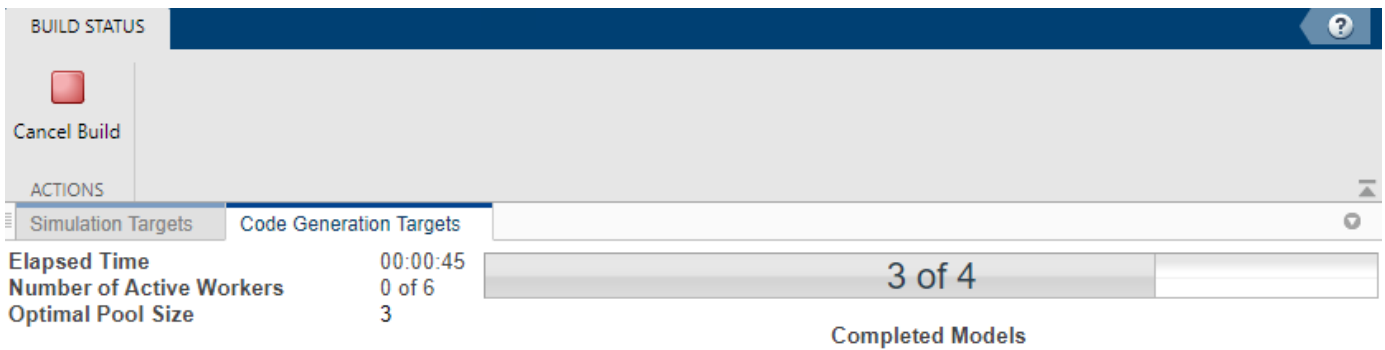 BUILD STATUS
?
Cancel Build
ACTIONS
Simulation Targets Code Generation Targets
Elapsed Time 00:00:45
Number of Active Workers 0 of 6
Optimal Pool Size 3
3 of 4
Completed Models